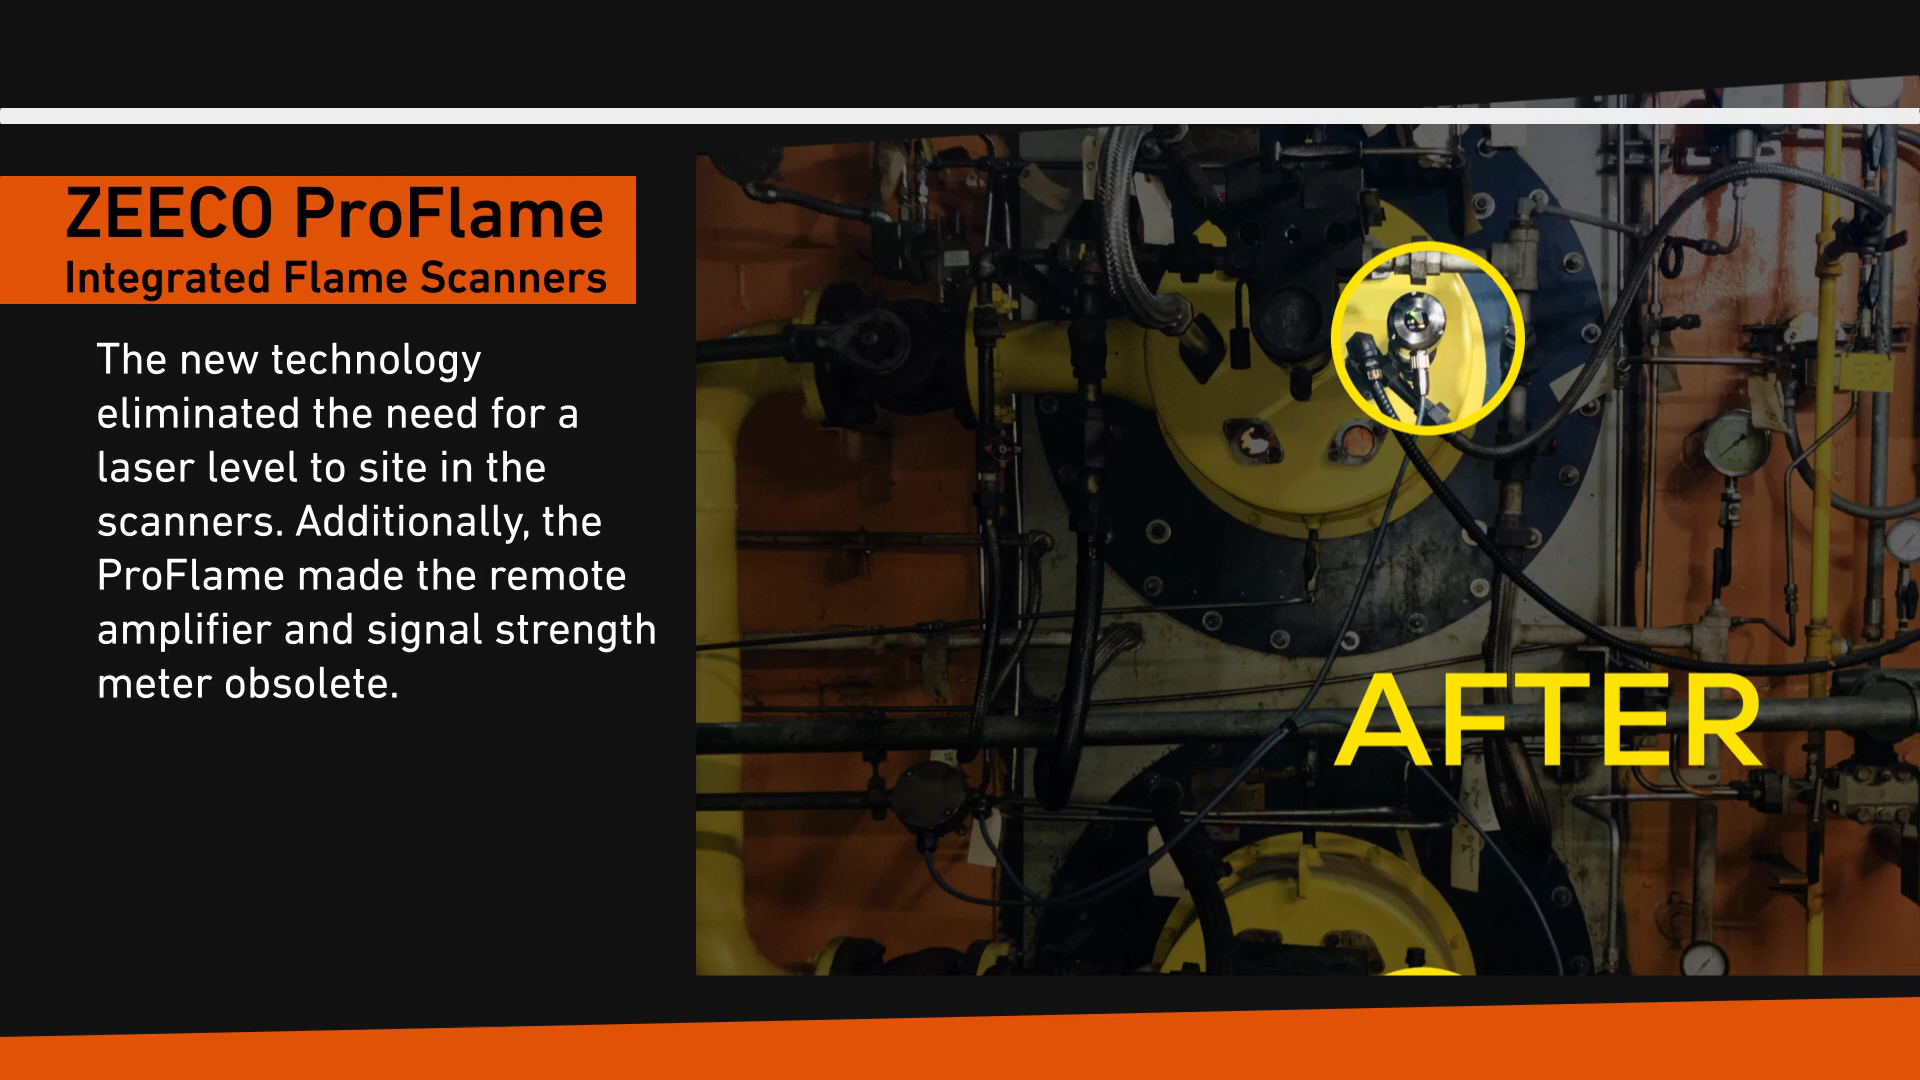 ZEECO ProFlame
Integrated Flame Scanners
The new technology
eliminated the need for a
laser level to site in the
scanners. Additionally, the
ProFlame made the remote
amplifier and signal strength
meter obsolete.
AFTER